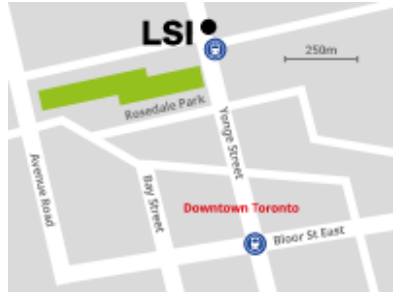 LSI
250m
Rosedale Park
Yonge Street
Avenue Road
Bay Street
Downtown Toronto
Bloor St East